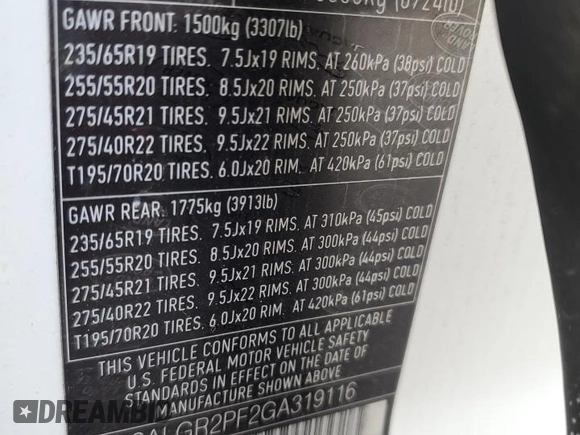 GAWR FRONT: 1500kg (3307lb)
235/65R19 TIRES. 7.5Jx19 RIMS. AT 260kPa (38psi) COLD
255/55R20 TIRES. 8.5Jx20 RIMS. AT 250kPa (37psi) COLD
275/45R21 TIRES. 9.5Jx21 RIMS. AT 250kPa (37psi) COLD
275/40R22 TIRES. 9.5Jx22 RIMS. AT 250kPa (37psi) COLD
T195/70R20 TIRES. 6.0Jx20 RIM. AT 420kPa (61psi) COLD
GAWR REAR: 1775kg (3913lb)
235/65R19 TIRES. 7.5Jx19 RIMS. AT 310kPa (45psi) COLD
255/55R20 TIRES. 8.5Jx20 RIMS. AT 300kPa (44psi) COLD
275/45R21 TIRES. 9.5Jx21 RIMS. AT 300kPa (44psi) COLD
275/40R22 TIRES. 9.5Jx22 RIMS. AT 300kPa (44psi) COLD
T195/70R20 TIRES. 6.0Jx20 RIM. AT 420kPa (61psi) COLD
THIS VEHICLE CONFORMS TO ALL APPLICABLE
U.S. FEDERAL MOTOR VEHICLE SAFETY
STANDARDS IN EFFECT ON THE DATE OF
MANUFACTURE SHOWN ABOVE
GR2PF2GA319116
DREAMBID